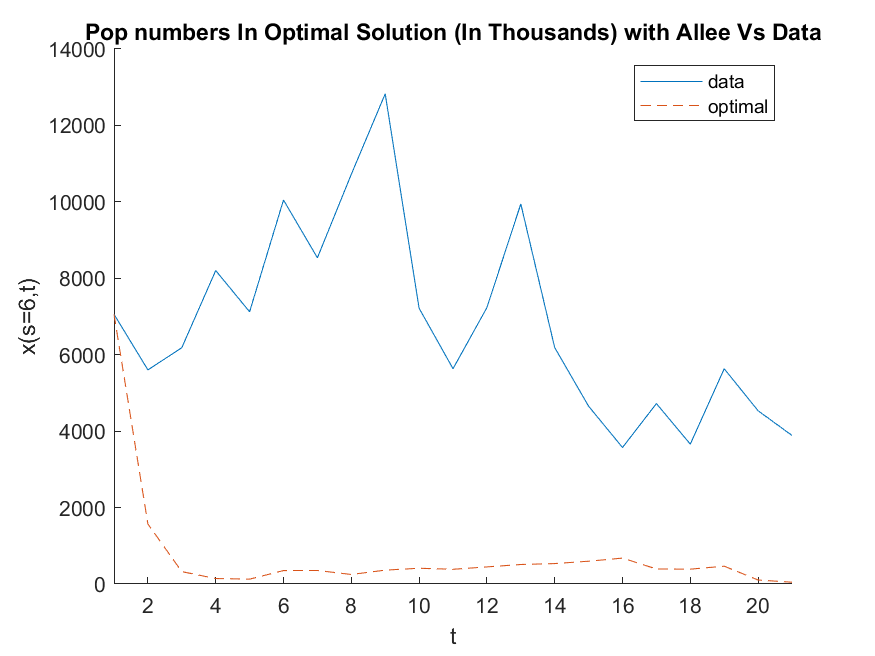 Pop numbers In Optimal Solution (In Thousands) with Allee Vs Data
14000
12000
10000
8000
6000
4000
2000
0
x(s=6,t)
data
optimal
2 4 6 8 10 12 14 16 18 20
t